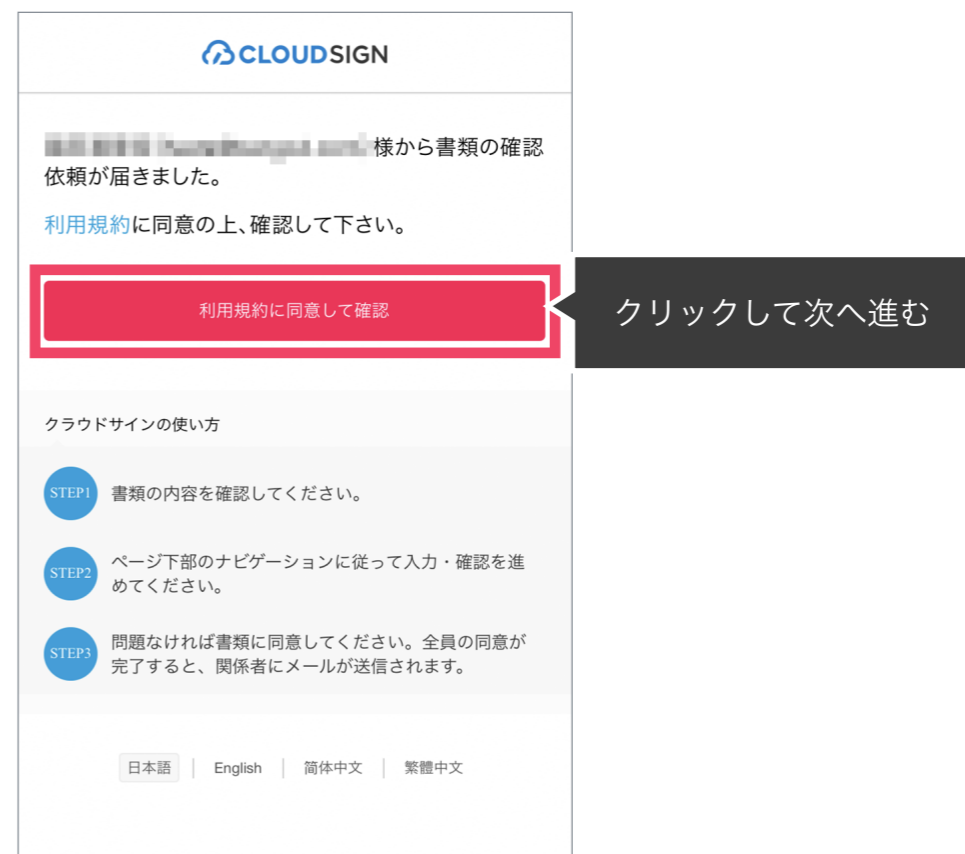 CLOUDSIGN
様から書類の確認
依頼が届きました。
利用規約に同意の上、確認して下さい。
利用規約に同意して確認
クリックして次へ進む
クラウドサインの使い方
STEP1 書類の内容を確認してください。
STEP2 ページ下部のナビゲーションに従って入力・確認を進
めてください。
STEP3 問題なければ書類に同意してください。全員の同意が
完了すると、関係者にメールが送信されます。
日本語 | English | 简体中文 | 繁體中文